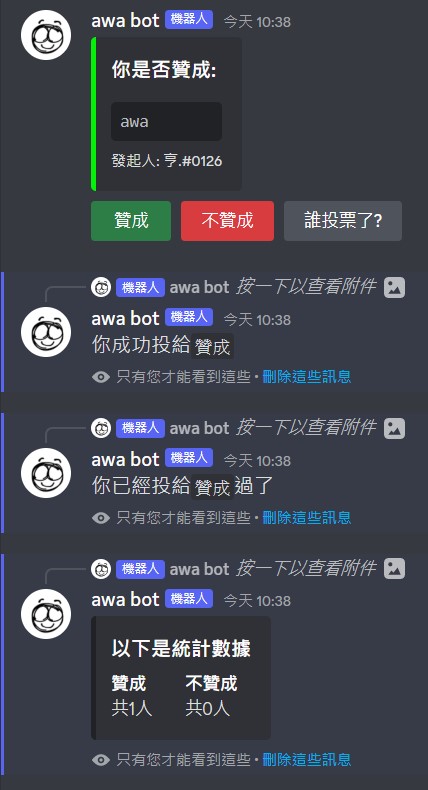 awa bot 機器人 今天 10:38
你是否贊成:
awa
發起人: 亨.#0126
贊成 不贊成 誰投票了?
機器人 awa bot 按一下以查看附件
awa bot 機器人 今天 10:38
你成功投給 贊成
只有您才能看到這些 • 刪除這些訊息
機器人 awa bot 按一下以查看附件
awa bot 機器人 今天 10:38
你已經投給 贊成 過了
只有您才能看到這些 • 刪除這些訊息
機器人 awa bot 按一下以查看附件
awa bot 機器人 今天 10:38
以下是統計數據
贊成 不贊成
共1人 共0人
只有您才能看到這些 • 刪除這些訊息